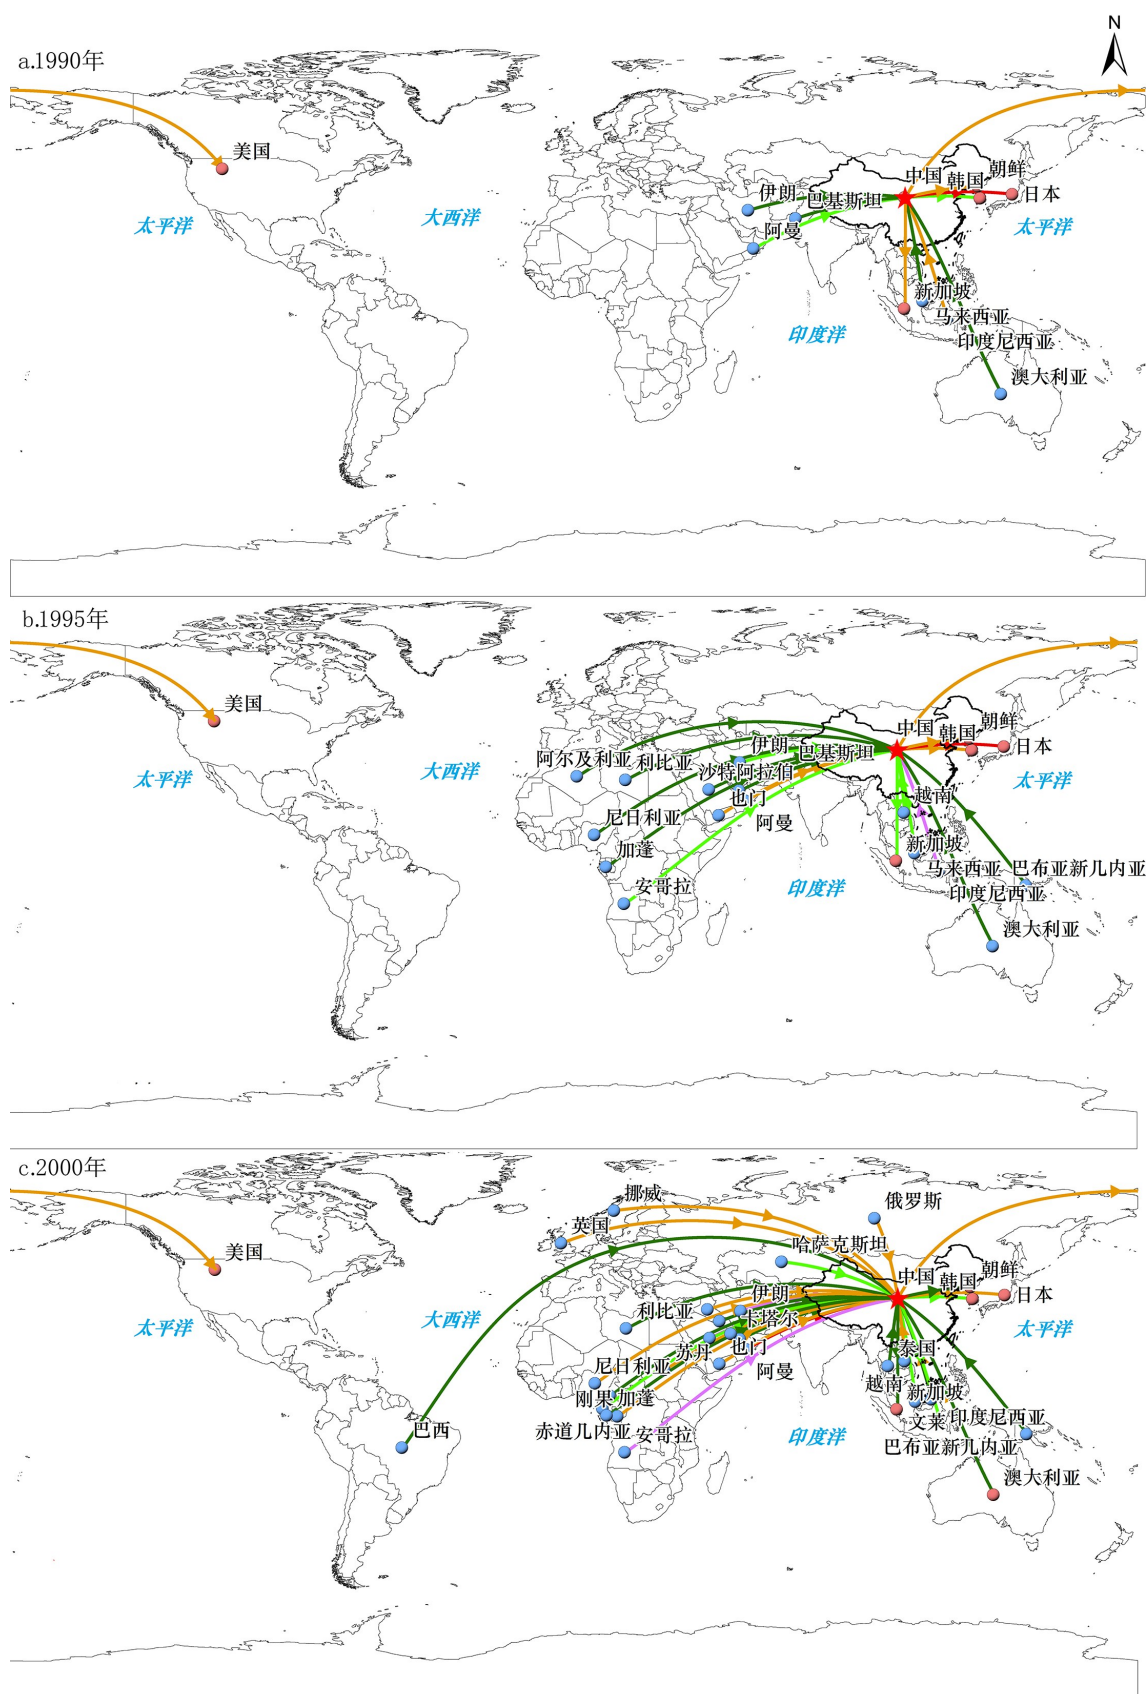 N
a.1990年
美国
太平洋
大西洋
伊朗
巴基斯坦
阿曼
中国
韩国
朝鲜
日本
太平洋
新加坡
马来西亚
印度尼西亚
印度洋
澳大利亚
b.1995年
美国
太平洋
大西洋
阿尔及利亚
利比亚
伊朗
巴基斯坦
沙特阿拉伯
也门
阿曼
尼日利亚
加蓬
安哥拉
中国
韩国
朝鲜
日本
太平洋
越南
新加坡
马来西亚
巴布亚新几内亚
印度尼西亚
印度洋
澳大利亚
c.2000年
美国
太平洋
大西洋
挪威
英国
俄罗斯
哈萨克斯坦
中国
韩国
朝鲜
日本
太平洋
利比亚
伊朗
卡塔尔
苏丹
也门
阿曼
尼日利亚
刚果
加蓬
赤道几内亚
安哥拉
巴西
泰国
越南
新加坡
文莱
印度尼西亚
巴布亚新几内亚
印度洋
澳大利亚